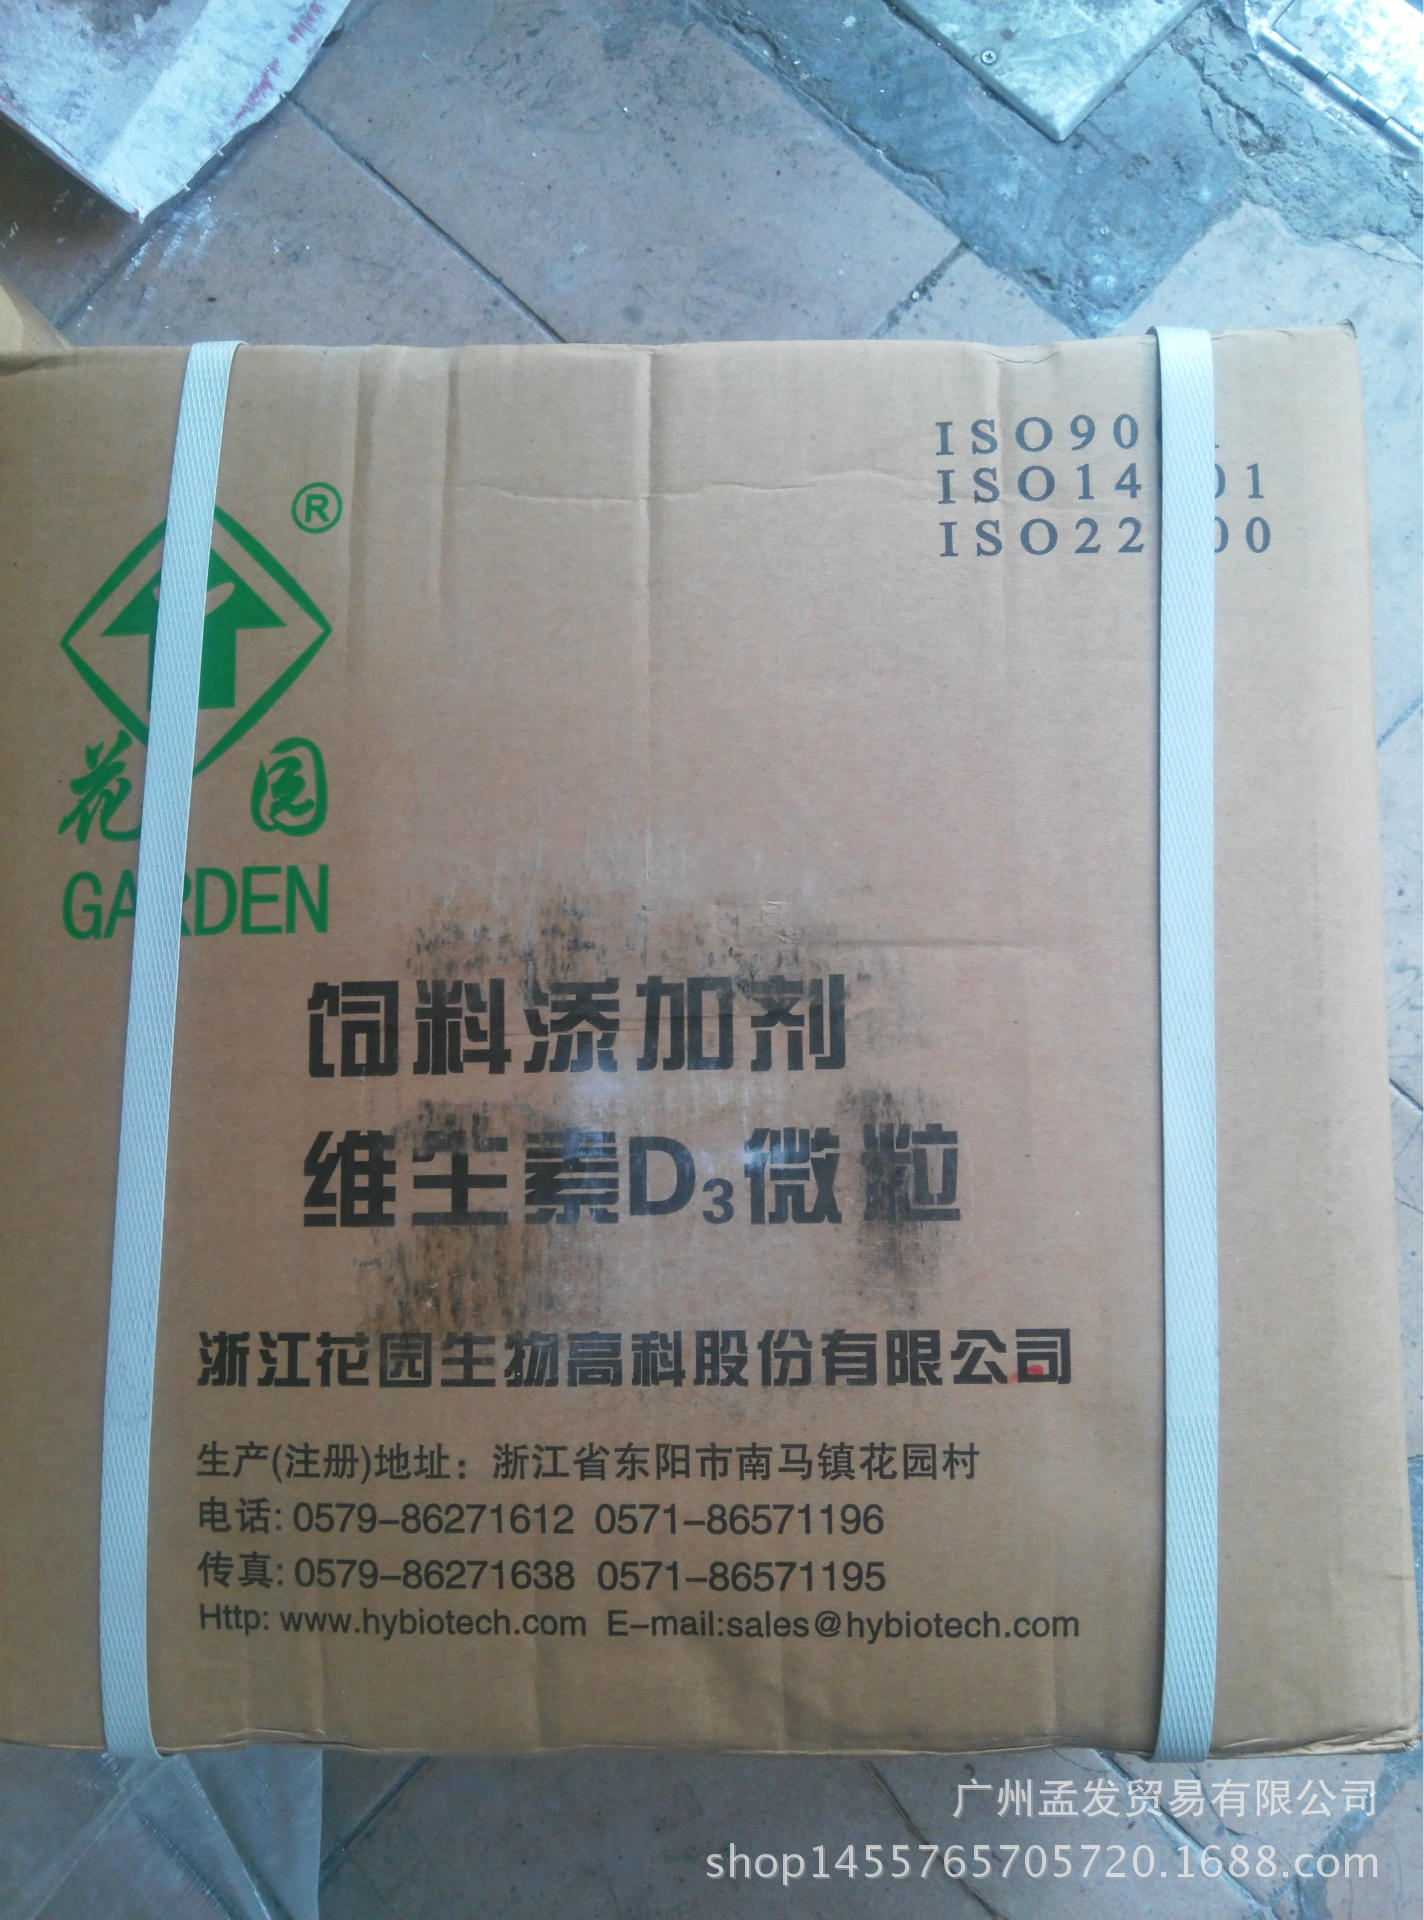 ISO90
ISO14 01
ISO22 00
®
花园
GARDEN
饲料添加剂
维生素D3微粒
浙江花园生物高科股份有限公司
生产(注册)地址：浙江省东阳市南马镇花园村
电话: 0579-86271612 0571-86571196
传真: 0579-86271638 0571-86571195
Http: www.hybiotech.com E-mail:sales@hybiotech.com
广州孟发贸易有限公司
shop1455765705720.1688.com